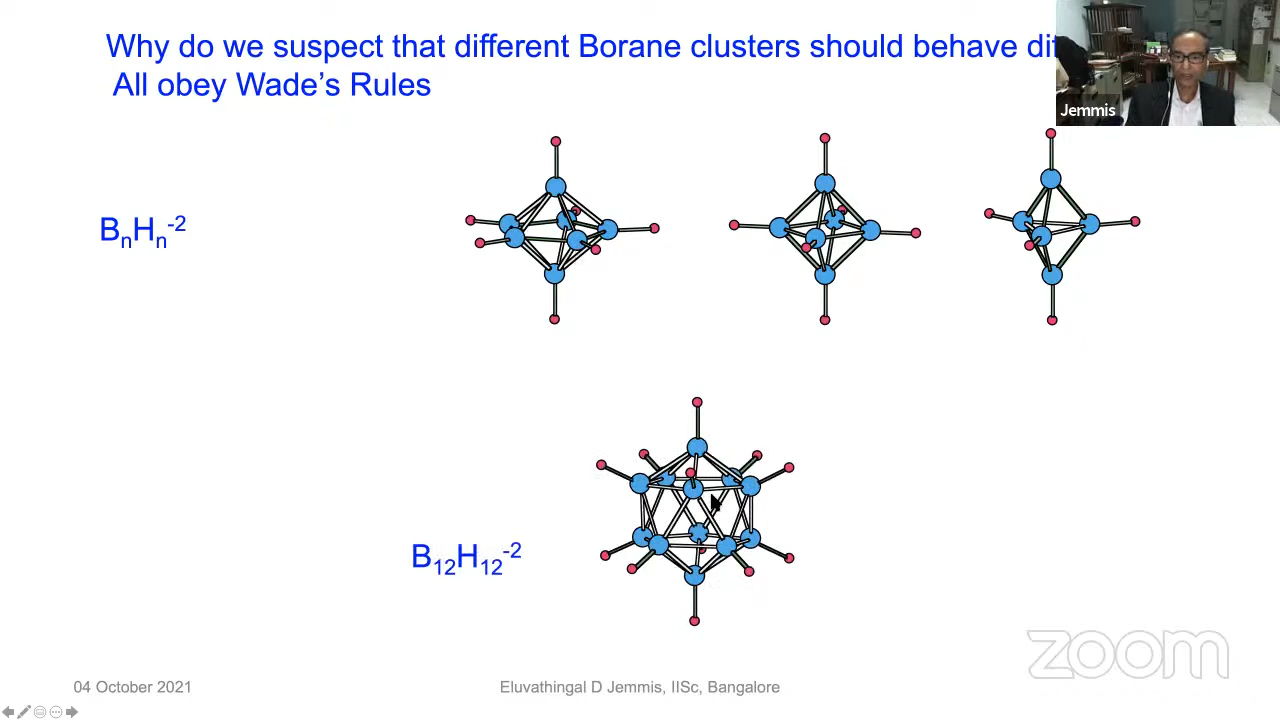 Why do we suspect that different Borane clusters should behave dif
All obey Wade's Rules
Jemmis
BnHn-2
B12H12-2
zoom
04 October 2021
Eluvathingal D Jemmis, IISc, Bangalore